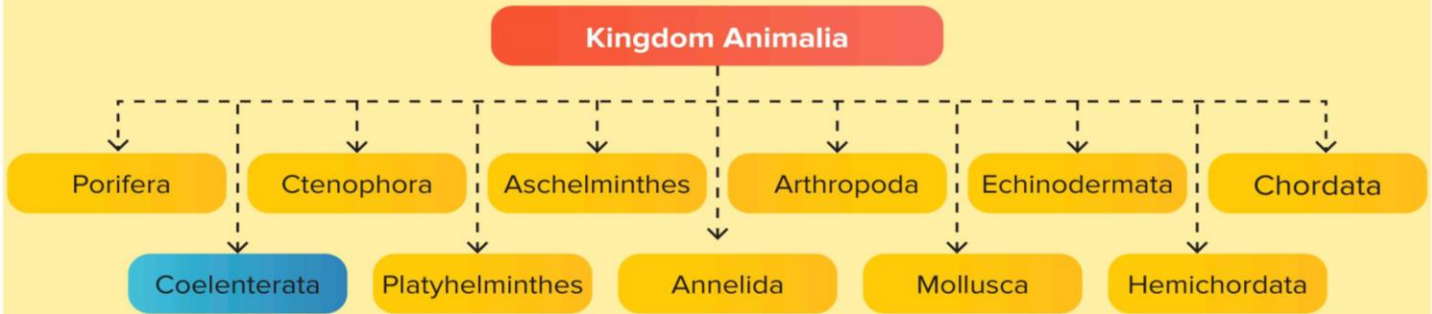 Kingdom Animalia
Porifera
Ctenophora
Aschelminthes
Arthropoda
Echinodermata
Chordata
Coelenterata
Platyhelminthes
Annelida
Mollusca
Hemichordata